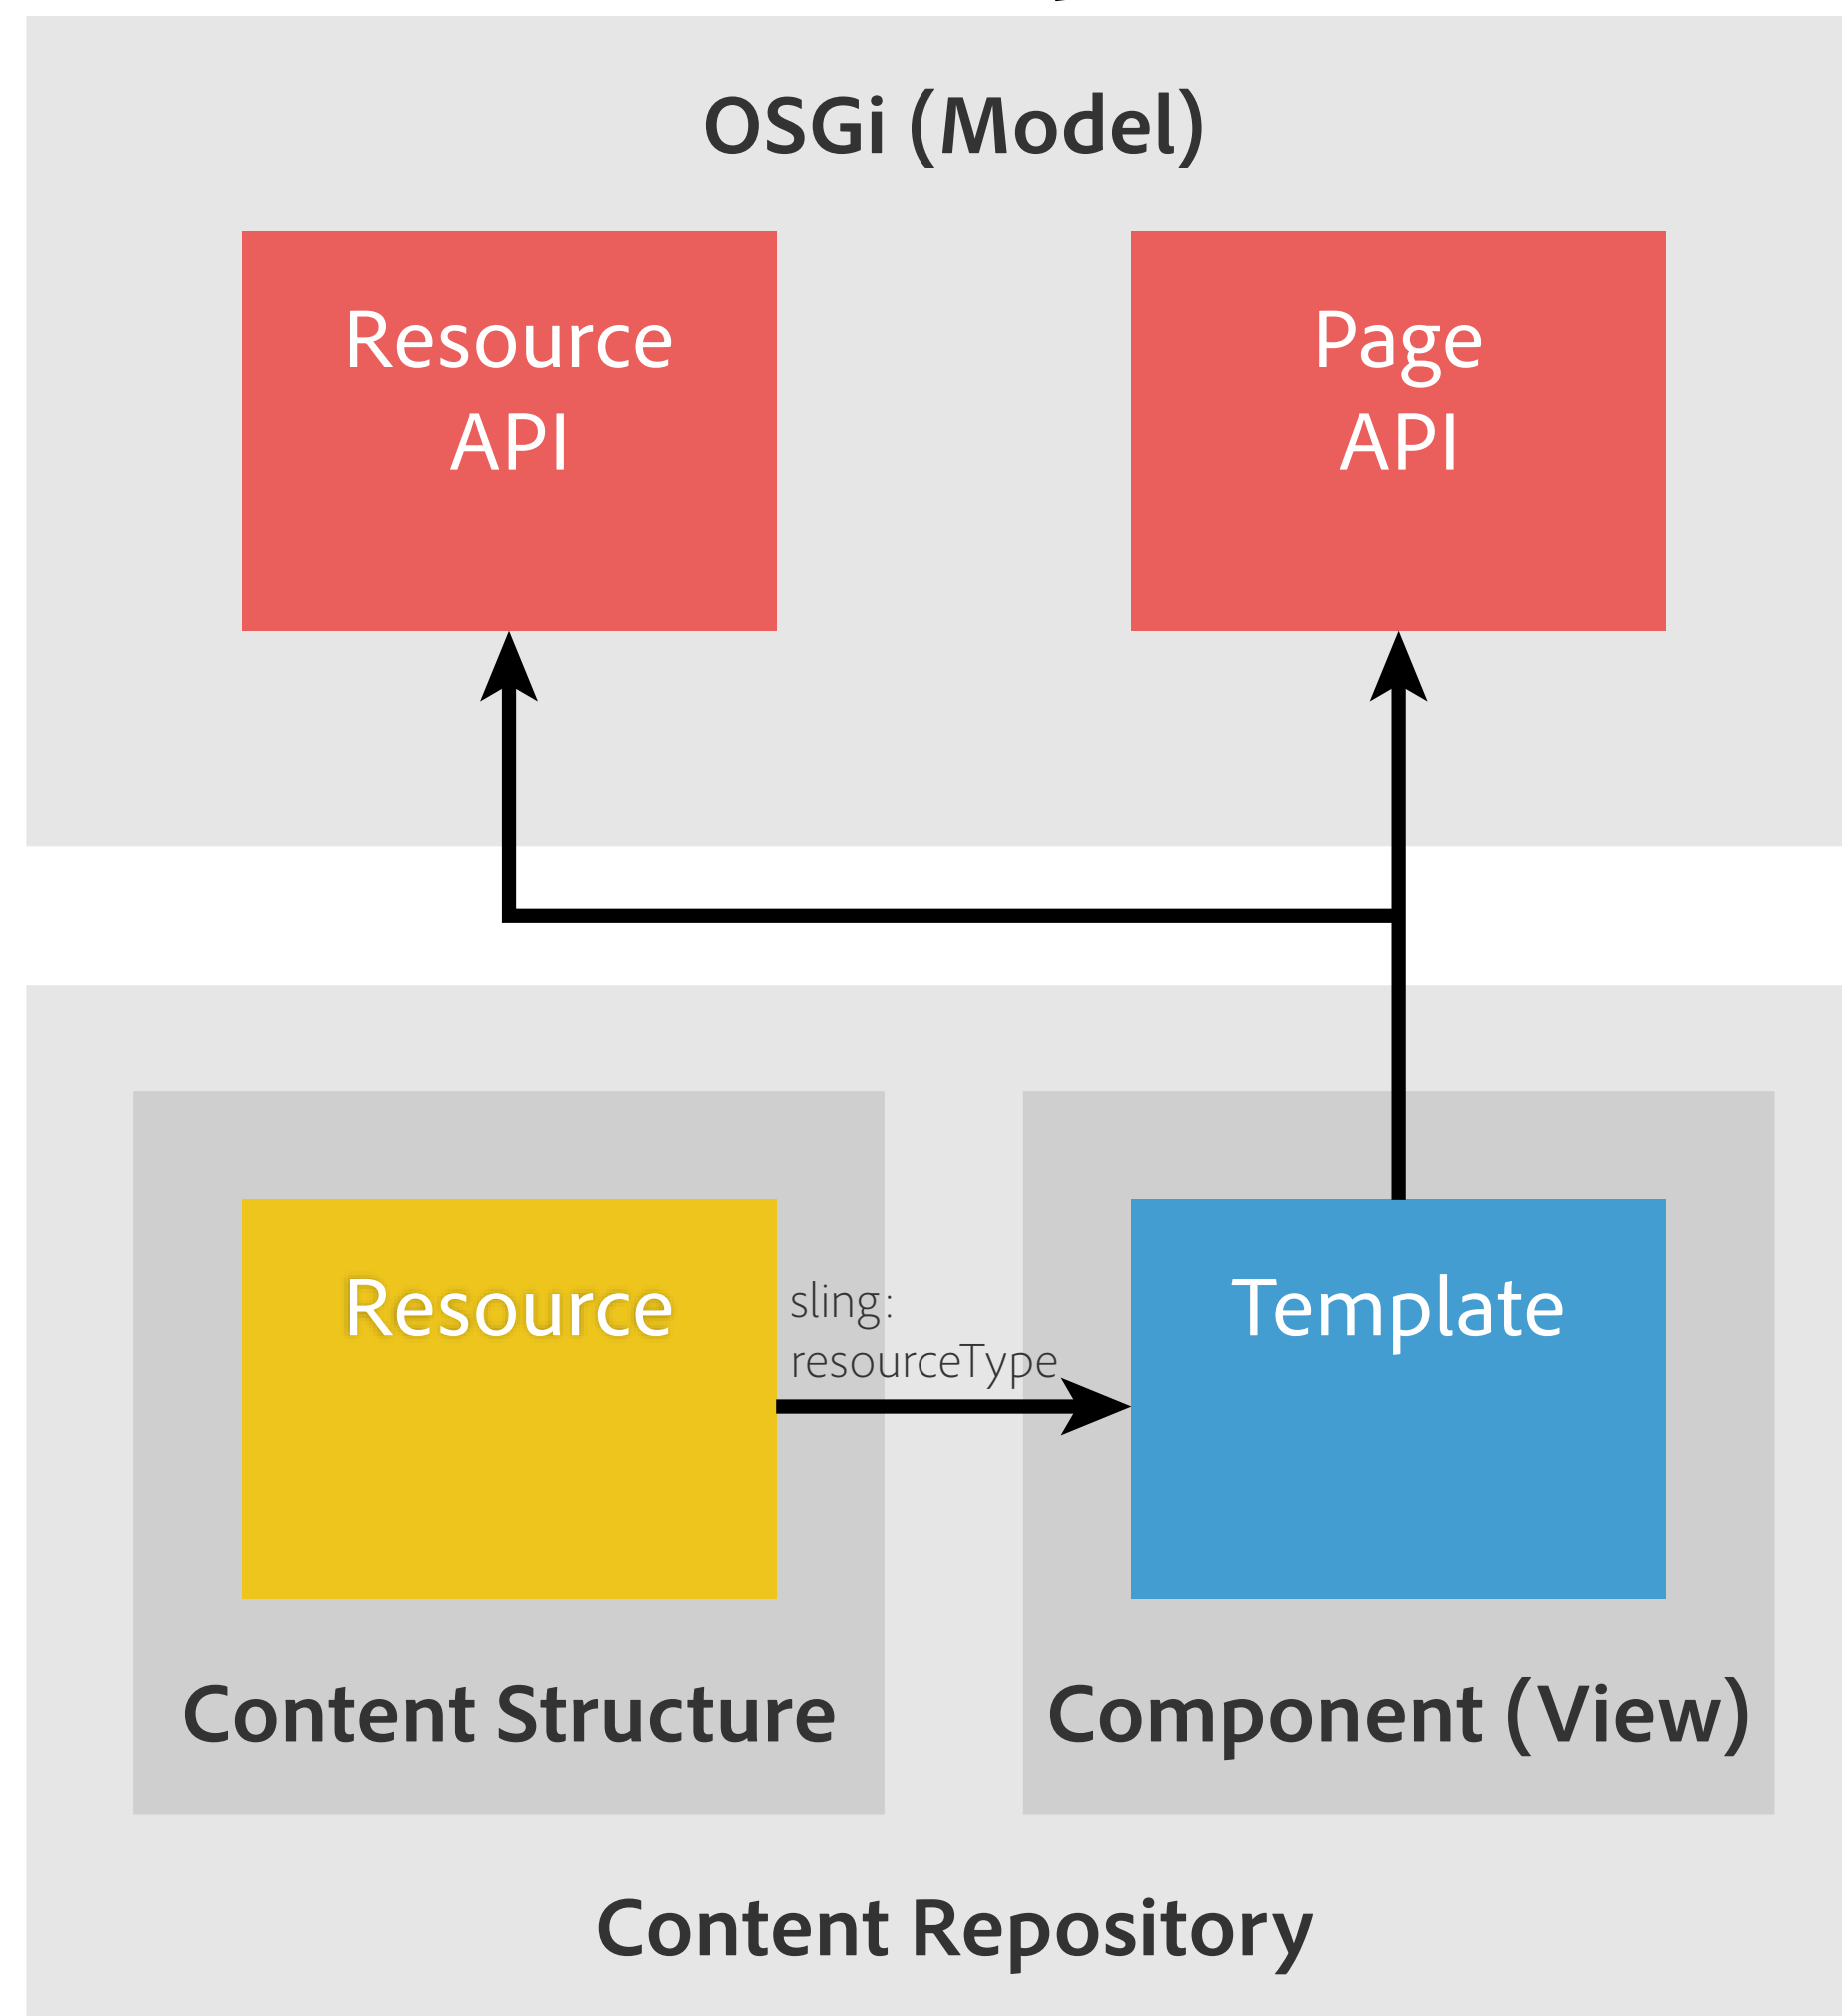 OSGi (Model)
Resource
API
Page
API
Resource
sling:
resourceType
Template
Content Structure
Component (View)
Content Repository